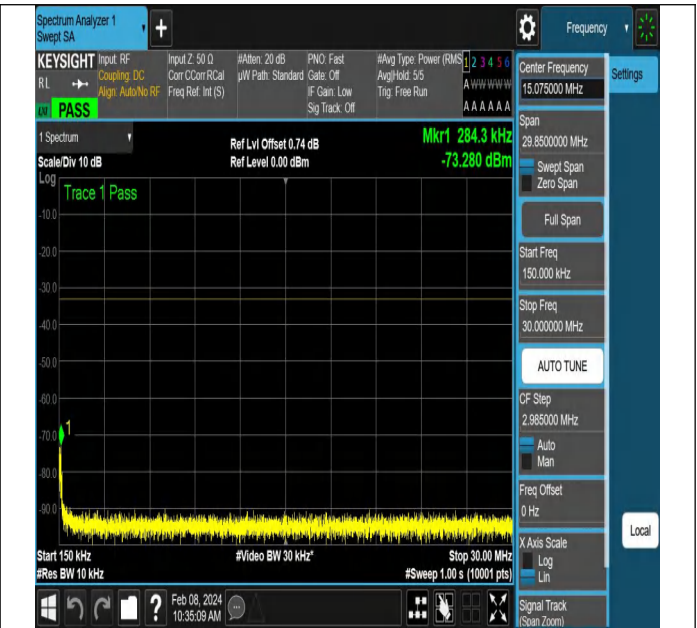 Spectrum Analyzer 1
Swept SA
Frequency
KEYSIGHT Input: RF Input Z: 50 Ω #Atten: 20 dB PNO: Fast #Avg Type: Power (RMS 1 2 3 4 5 6
RL Coupling: DC Corr CCorr RCal µW Path: Standard Gate: Off Avg|Hold: 5/5 A W W W W W
Align: Auto/No RF Freq Ref: Int (S) IF Gain: Low Trig: Free Run
PASS Sig Track: Off A A A A A A
1 Spectrum
Ref Lvl Offset 0.74 dB Mkr1 284.3 kHz
Scale/Div 10 dB Ref Level 0.00 dBm -73.280 dBm
Log
Trace 1 Pass
-10.0
-20.0
-30.0
-40.0
-50.0
-60.0
-70.0
1
-80.0
-90.0
Start 150 kHz #Video BW 30 kHz* Stop 30.00 MHz
#Res BW 10 kHz #Sweep 1.00 s (10001 pts)
? Feb 08, 2024
10:35:09 AM
Settings
Center Frequency
15.075000 MHz
Span
29.8500000 MHz
Swept Span
Zero Span
Full Span
Start Freq
150.000 kHz
Stop Freq
30.000000 MHz
AUTO TUNE
CF Step
2.985000 MHz
Auto
Man
Freq Offset
0 Hz
X Axis Scale
Log
Lin
Signal Track
(Span Zoom)
Local